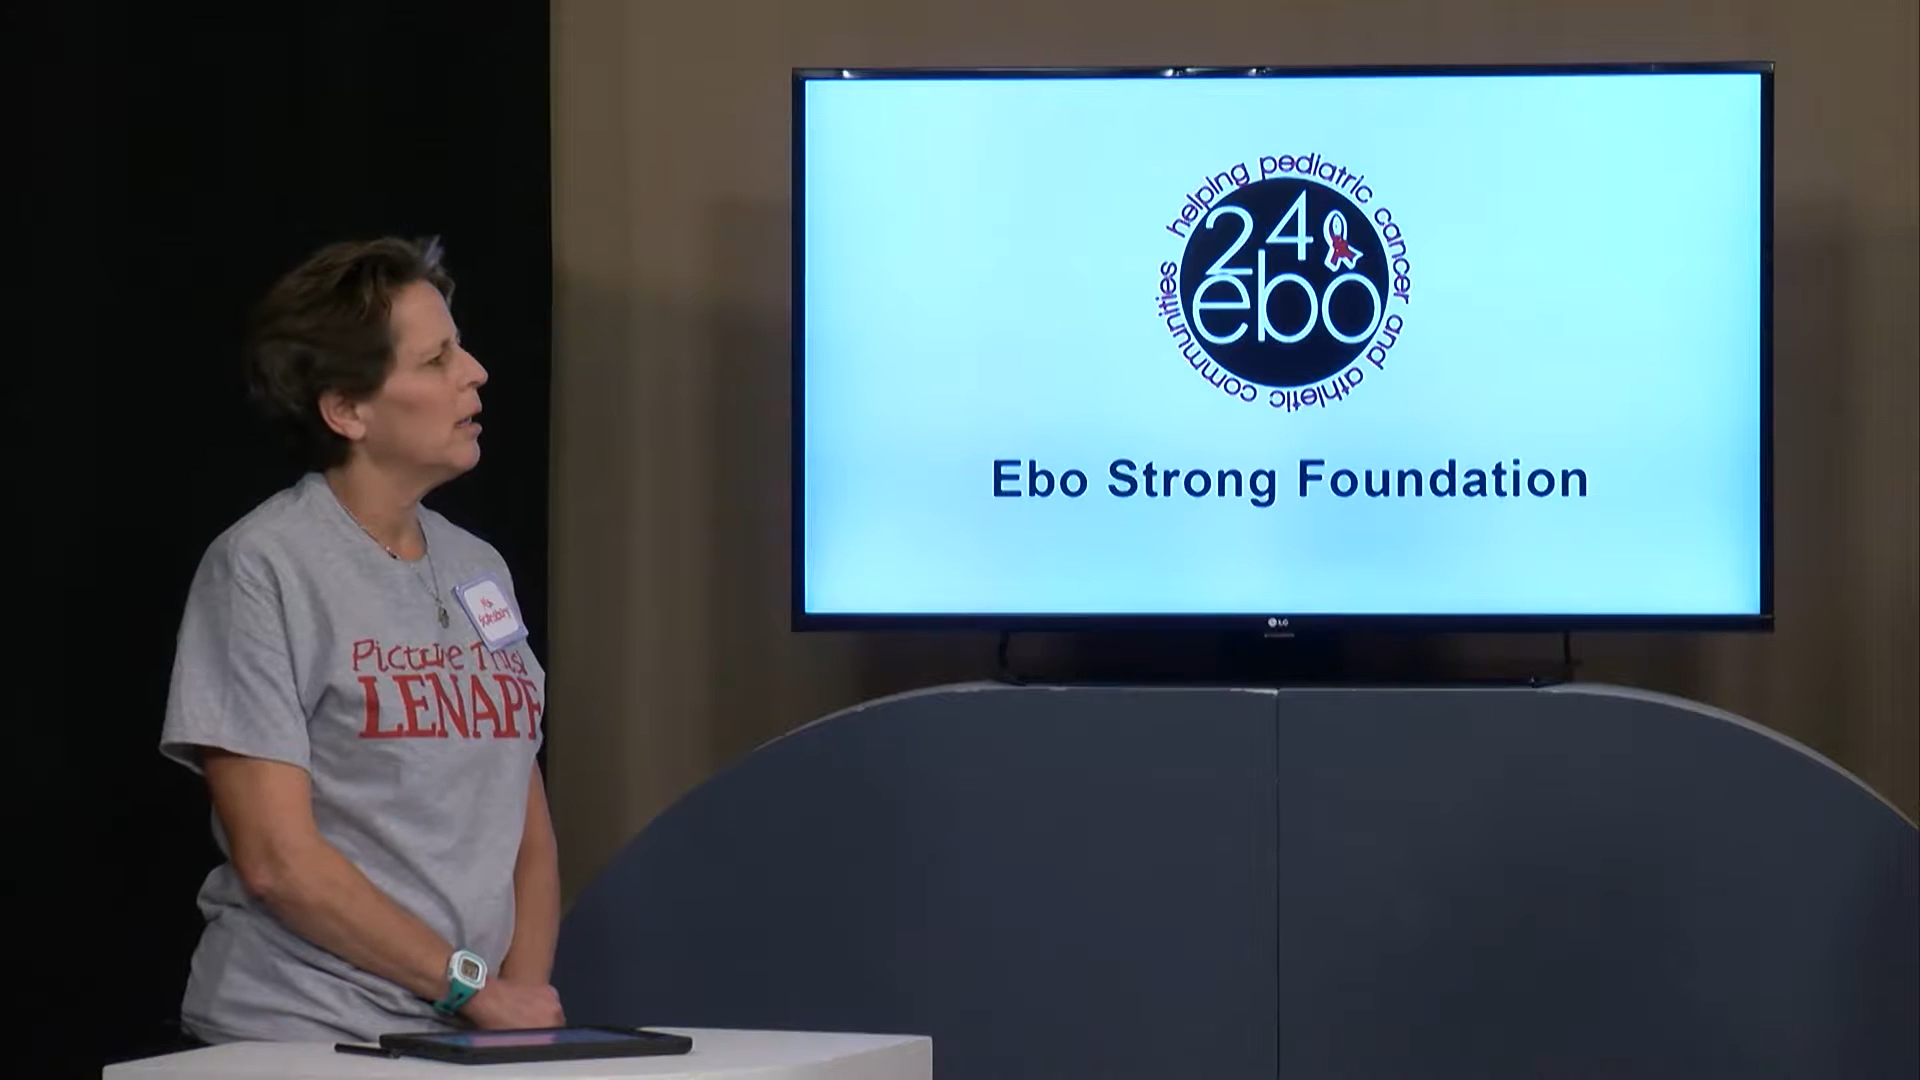 helping pediatric cancer and athletic communities
24
ebo
Ebo Strong Foundation
LG
Picture This!
LENAPE